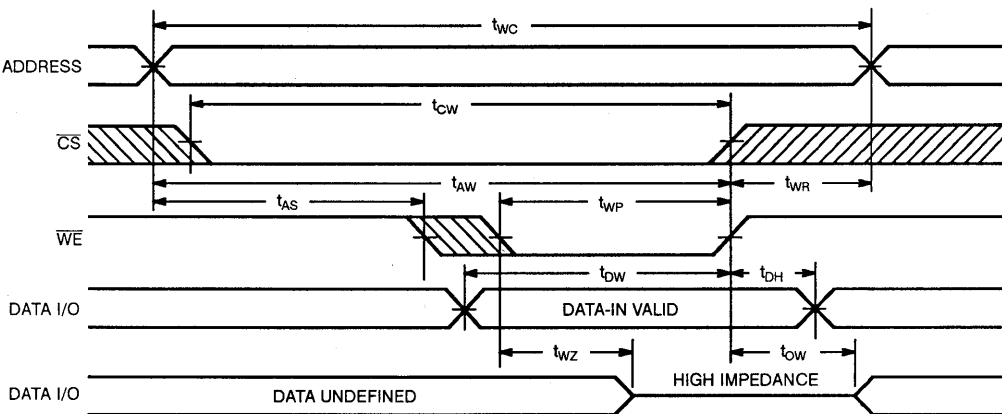 tWC
ADDRESS
tCW
CS
tAW
tWR
tAS
tWP
WE
tDW
tDH
DATA I/O
DATA-IN VALID
tWZ
tOW
HIGH IMPEDANCE
DATA I/O
DATA UNDEFINED